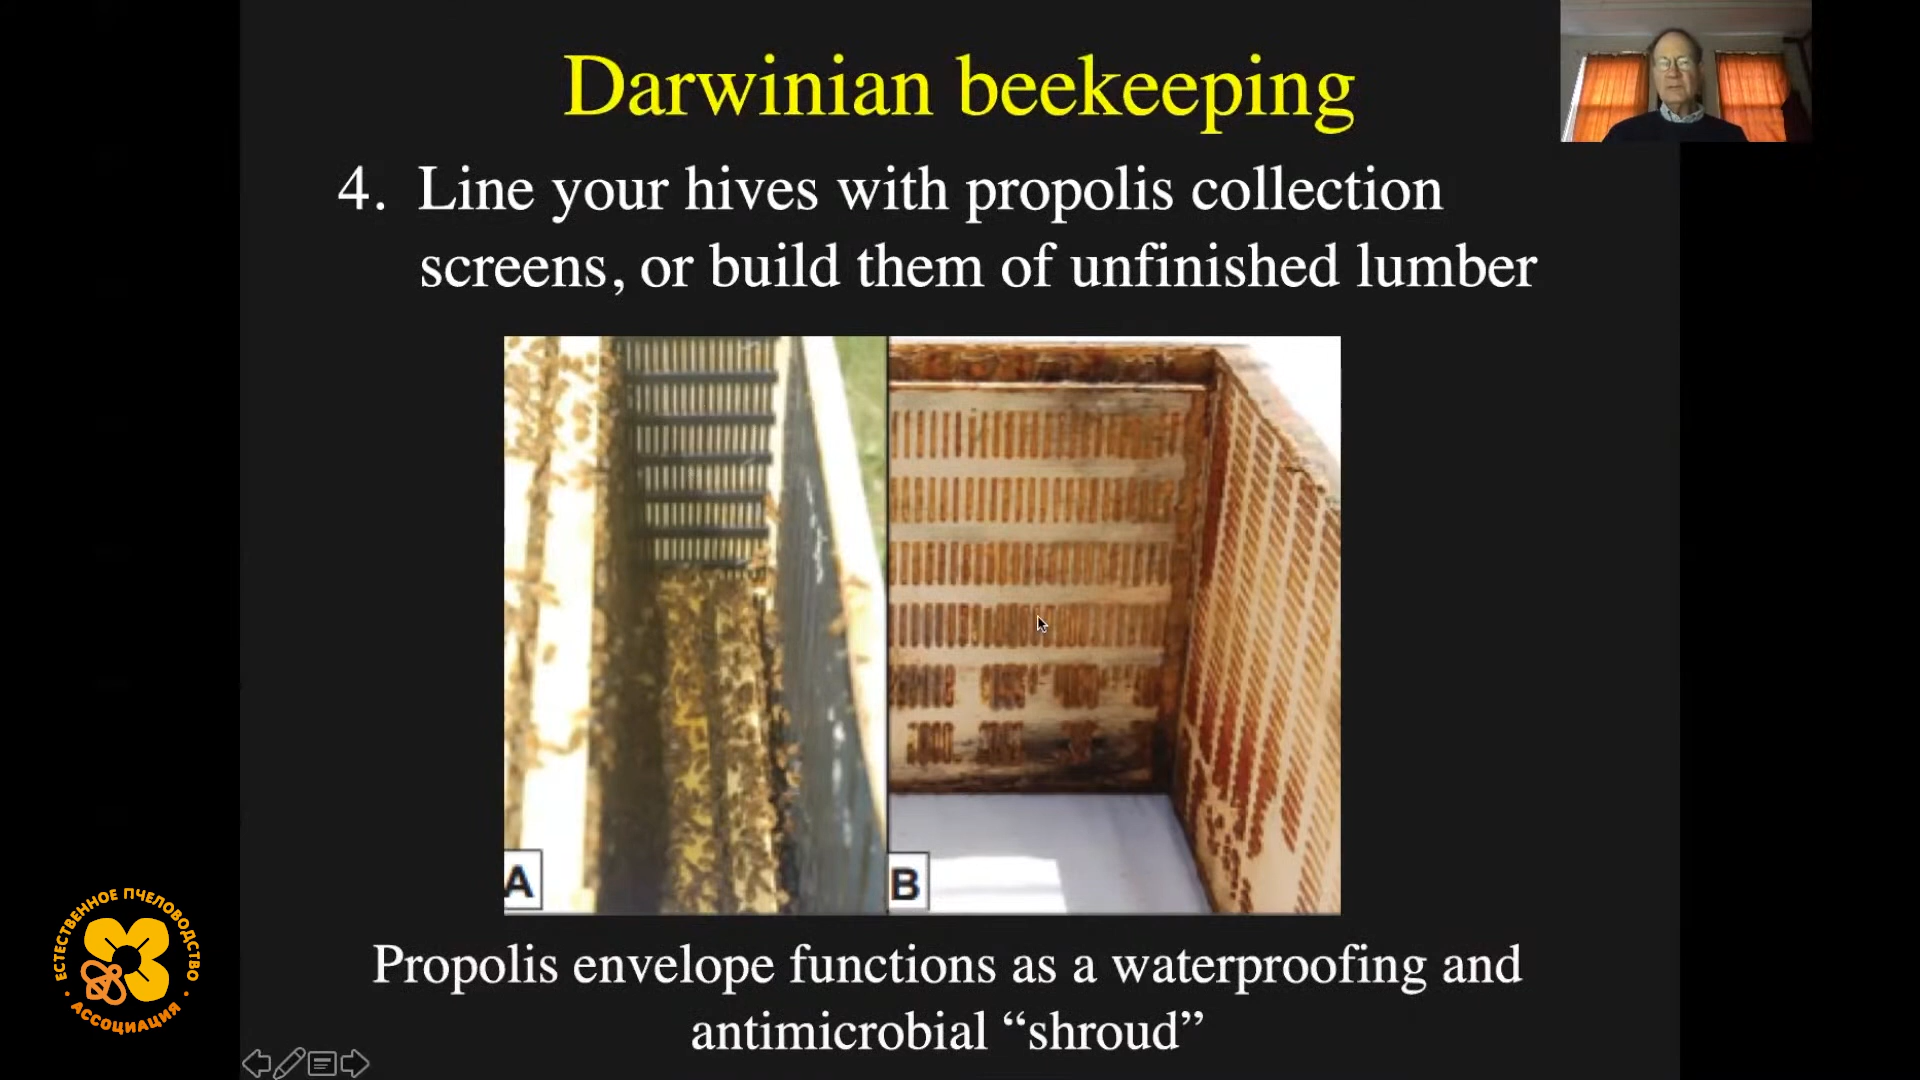 Darwinian beekeeping
4. Line your hives with propolis collection
screens, or build them of unfinished lumber
A
B
Propolis envelope functions as a waterproofing and
antimicrobial “shroud”
ЕСТЕСТВЕННОЕ ПЧЕЛОВОДСТВО
· АССОЦИАЦИЯ ·